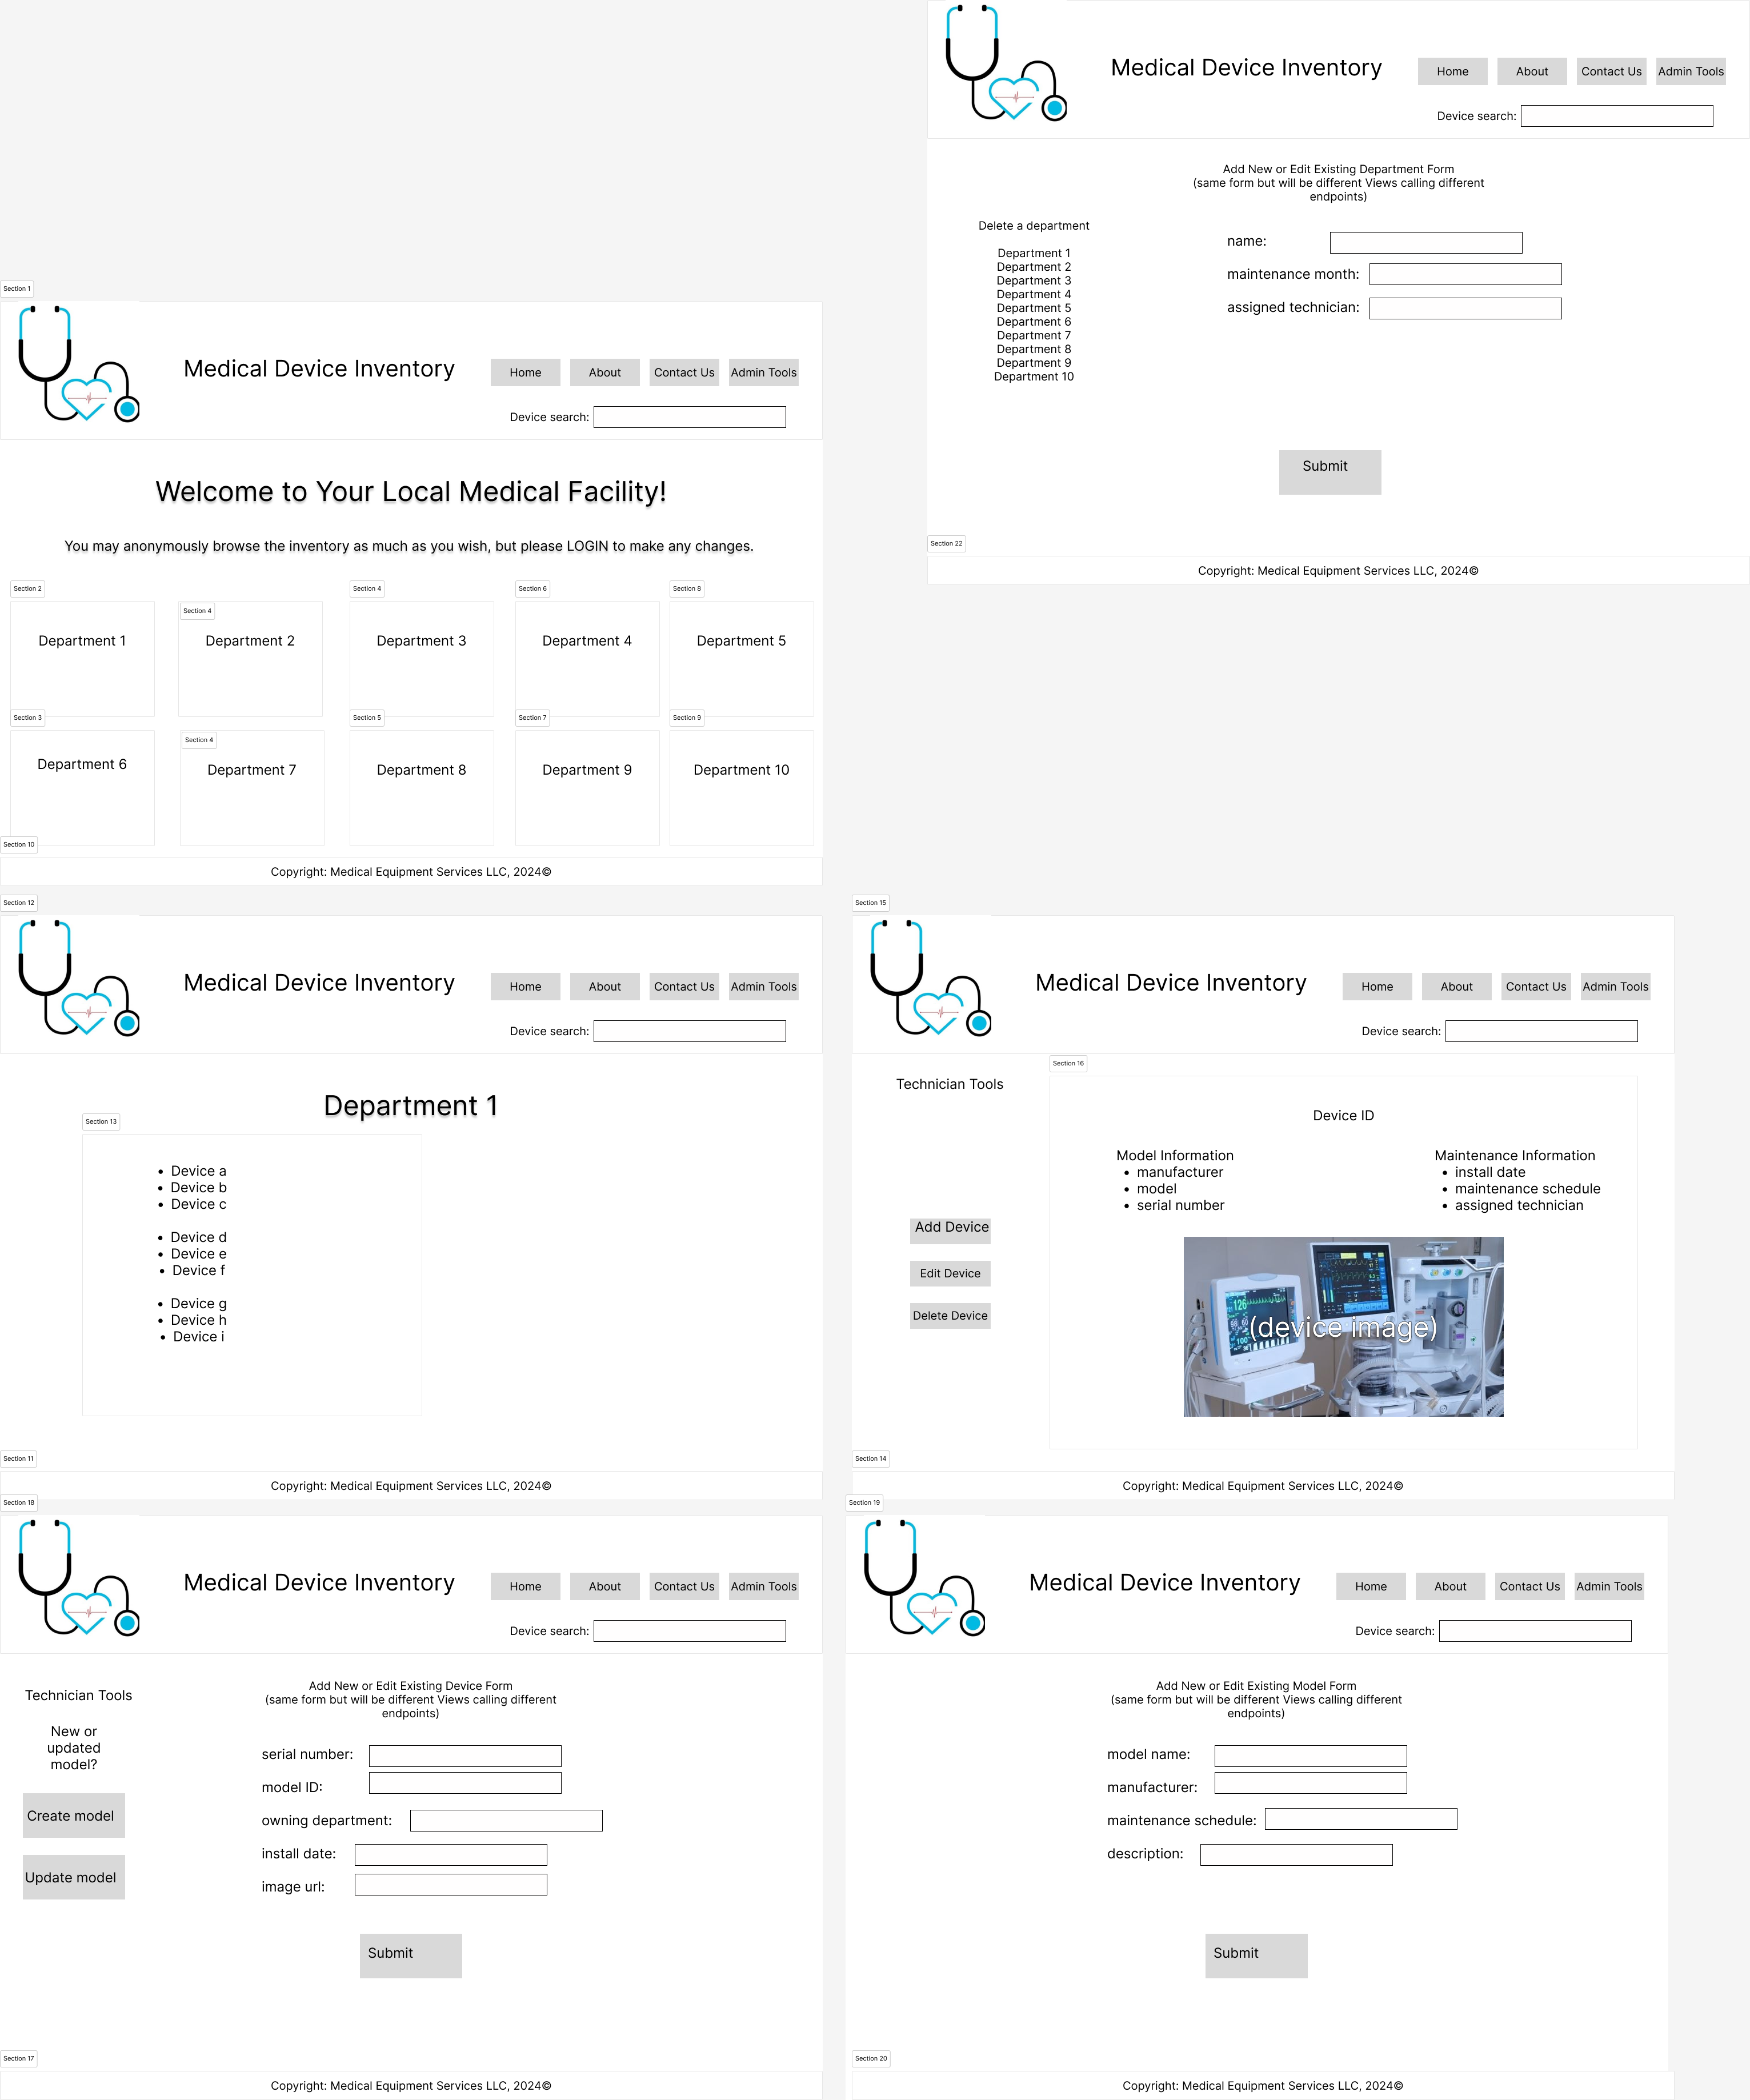 Medical Device Inventory
Home
About
Contact Us
Admin Tools
Device search:
Add New or Edit Existing Department Form
(same form but will be different Views calling different
endpoints)
Delete a department
Department 1
Department 2
Department 3
Department 4
Department 5
Department 6
Department 7
Department 8
Department 9
Department 10
name:
maintenance month:
assigned technician:
Submit
Section 22
Copyright: Medical Equipment Services LLC, 2024©
Section 1
Medical Device Inventory
Home
About
Contact Us
Admin Tools
Device search:
Welcome to Your Local Medical Facility!
You may anonymously browse the inventory as much as you wish, but please LOGIN to make any changes.
Section 2
Section 4
Section 4
Section 6
Section 8
Department 1
Department 2
Department 3
Department 4
Department 5
Section 3
Section 4
Section 5
Section 7
Section 9
Department 6
Department 7
Department 8
Department 9
Department 10
Section 10
Copyright: Medical Equipment Services LLC, 2024©
Section 12
Medical Device Inventory
Home
About
Contact Us
Admin Tools
Device search:
Department 1
Section 13
• Device a
• Device b
• Device c
• Device d
• Device e
• Device f
• Device g
• Device h
• Device i
Section 11
Copyright: Medical Equipment Services LLC, 2024©
Section 15
Medical Device Inventory
Home
About
Contact Us
Admin Tools
Device search:
Section 16
Technician Tools
Add Device
Edit Device
Delete Device
Device ID
Model Information
• manufacturer
• model
• serial number
Maintenance Information
• install date
• maintenance schedule
• assigned technician
126
(device image)
Section 14
Copyright: Medical Equipment Services LLC, 2024©
Section 18
Medical Device Inventory
Home
About
Contact Us
Admin Tools
Device search:
Technician Tools
New or
updated
model?
Create model
Update model
Add New or Edit Existing Device Form
(same form but will be different Views calling different
endpoints)
serial number:
model ID:
owning department:
install date:
image url:
Submit
Section 17
Copyright: Medical Equipment Services LLC, 2024©
Section 19
Medical Device Inventory
Home
About
Contact Us
Admin Tools
Device search:
Add New or Edit Existing Model Form
(same form but will be different Views calling different
endpoints)
model name:
manufacturer:
maintenance schedule:
description:
Submit
Section 20
Copyright: Medical Equipment Services LLC, 2024©